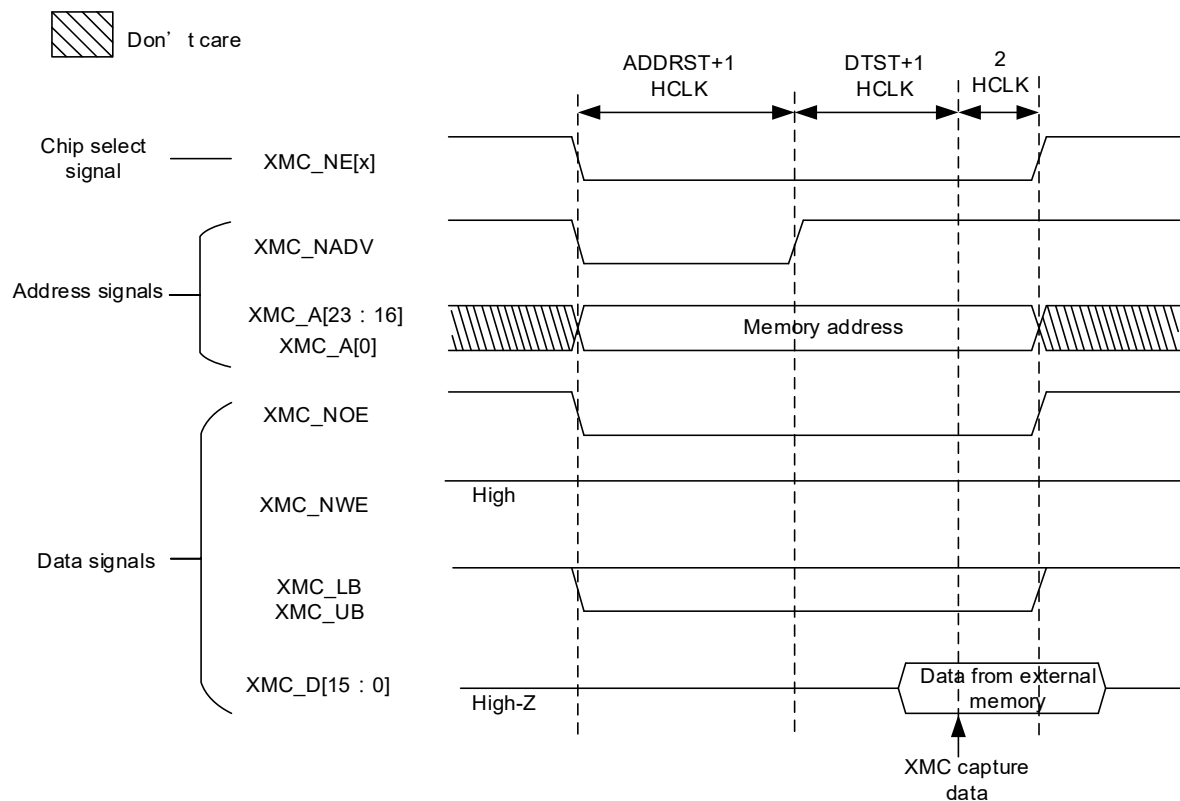 Don’ t care
ADDRST+1
HCLK
DTST+1
HCLK
2
HCLK
Chip select
signal
XMC_NE[x]
XMC_NADV
Address signals
XMC_A[23：16]
XMC_A[0]
Memory address
XMC_NOE
High
XMC_NWE
Data signals
XMC_LB
XMC_UB
XMC_D[15：0]
High-Z
Data from external
memory
XMC capture
data